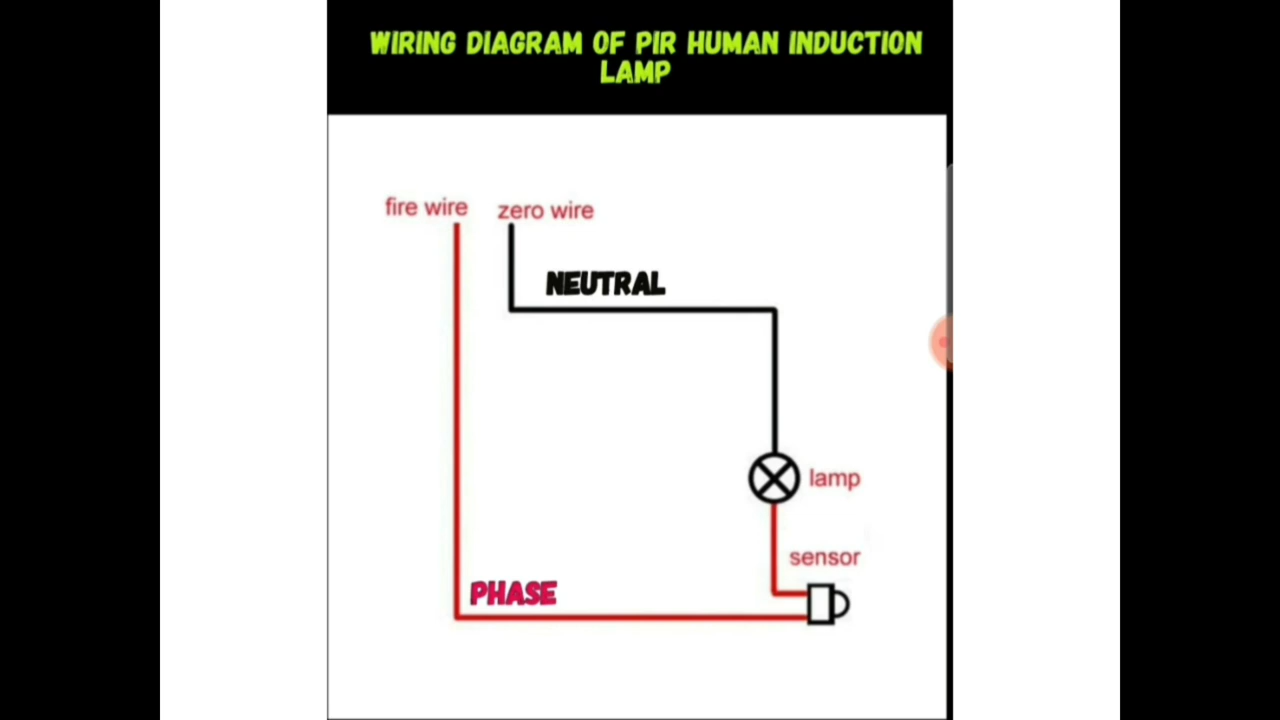 WIRING DIAGRAM OF PIR HUMAN INDUCTION
LAMP
fire wire zero wire
NEUTRAL
lamp
sensor
PHASE